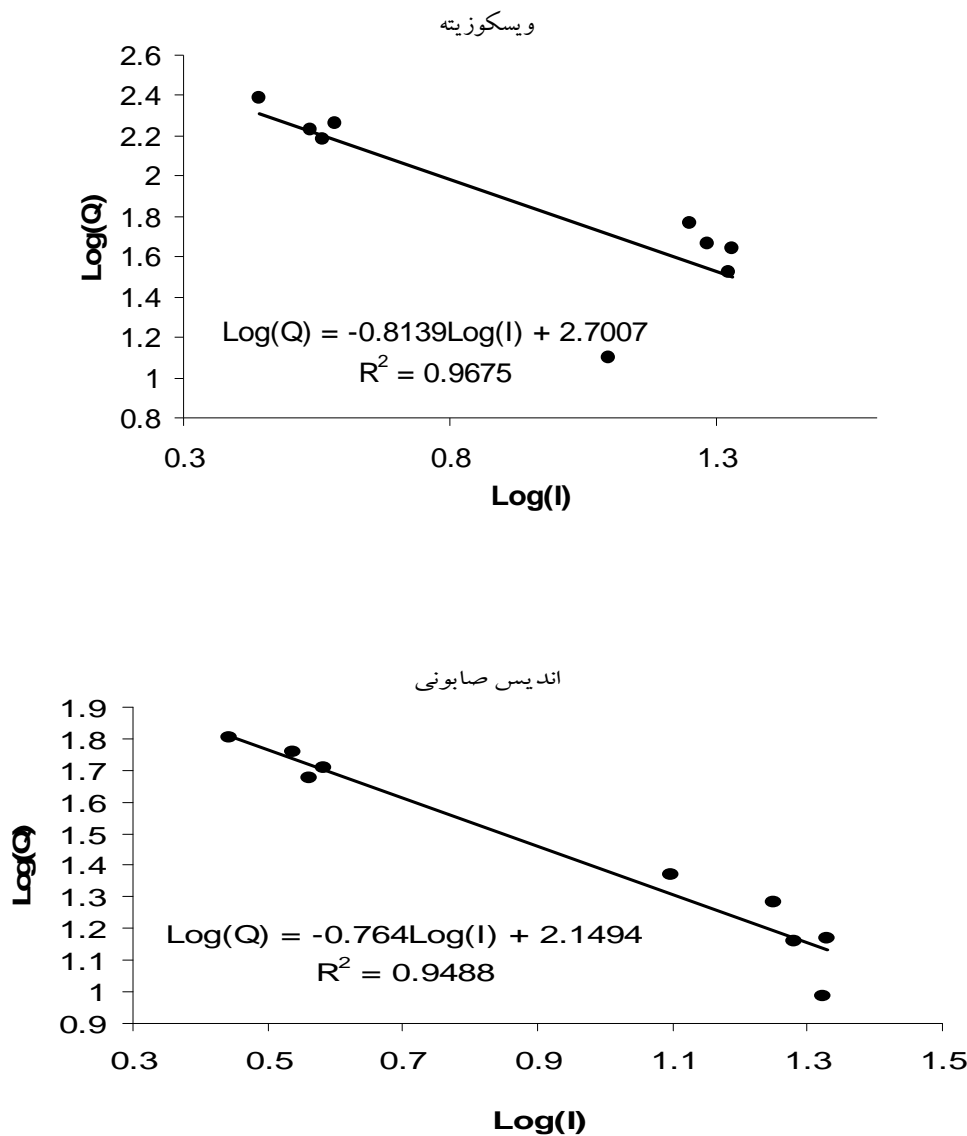 ویسکوزیته
2.6
2.4
2.2
2
1.8
1.6
1.4
1.2
1
0.8
Log(Q)
Log(Q) = -0.8139Log(I) + 2.7007
R² = 0.9675
0.3 0.8 1.3
Log(I)
اندیس صابونی
1.9
1.8
1.7
1.6
1.5
1.4
1.3
1.2
1.1
1
0.9
Log(Q)
Log(Q) = -0.764Log(I) + 2.1494
R² = 0.9488
0.3 0.5 0.7 0.9 1.1 1.3 1.5
Log(I)